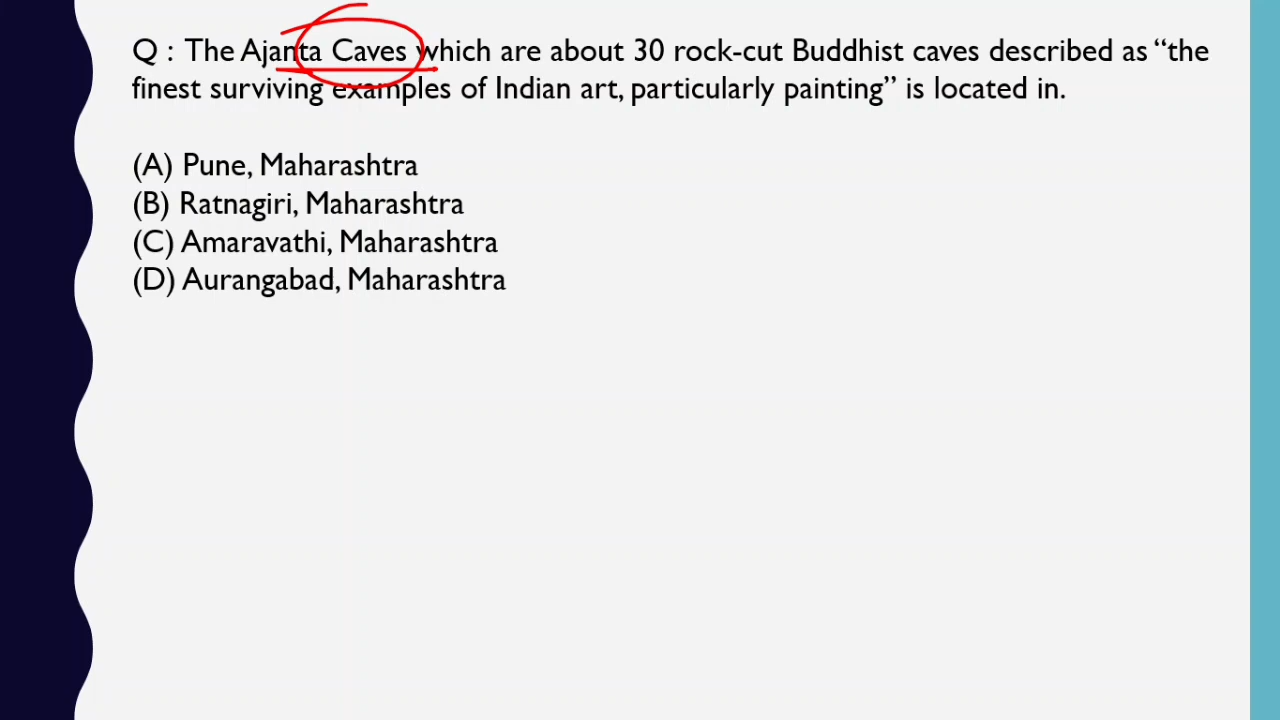 Q : The Ajanta Caves which are about 30 rock-cut Buddhist caves described as “the
finest surviving examples of Indian art, particularly painting” is located in.
(A) Pune, Maharashtra
(B) Ratnagiri, Maharashtra
(C) Amaravathi, Maharashtra
(D) Aurangabad, Maharashtra